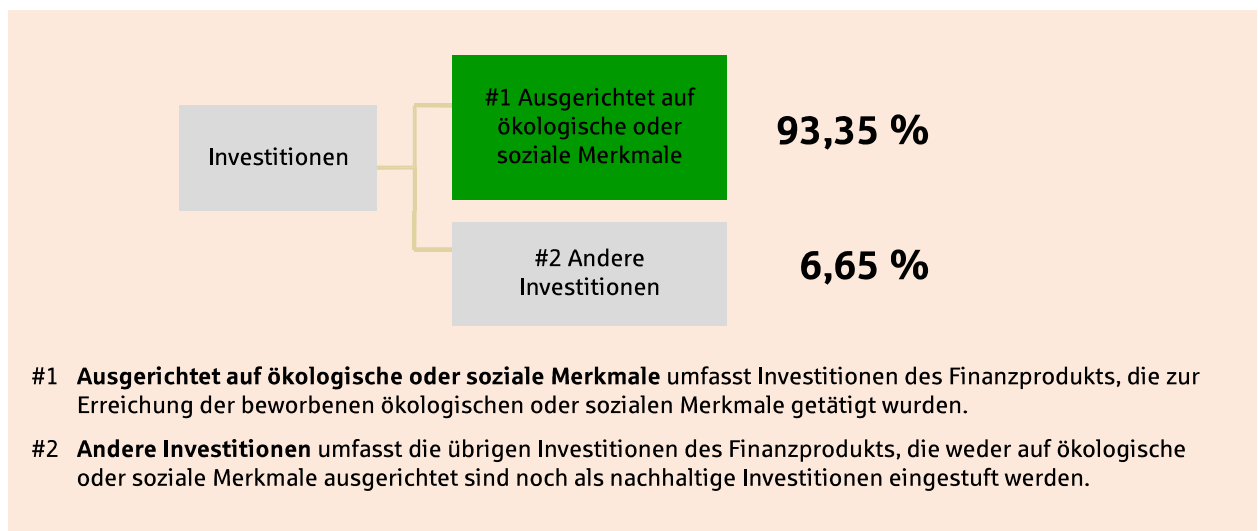 #1 Ausgerichtet auf
ökologische oder
soziale Merkmale
93,35 %
Investitionen
#2 Andere
Investitionen
6,65 %
#1 Ausgerichtet auf ökologische oder soziale Merkmale umfasst Investitionen des Finanzprodukts, die zur
Erreichung der beworbenen ökologischen oder sozialen Merkmale getätigt wurden.
#2 Andere Investitionen umfasst die übrigen Investitionen des Finanzprodukts, die weder auf ökologische
oder soziale Merkmale ausgerichtet sind noch als nachhaltige Investitionen eingestuft werden.